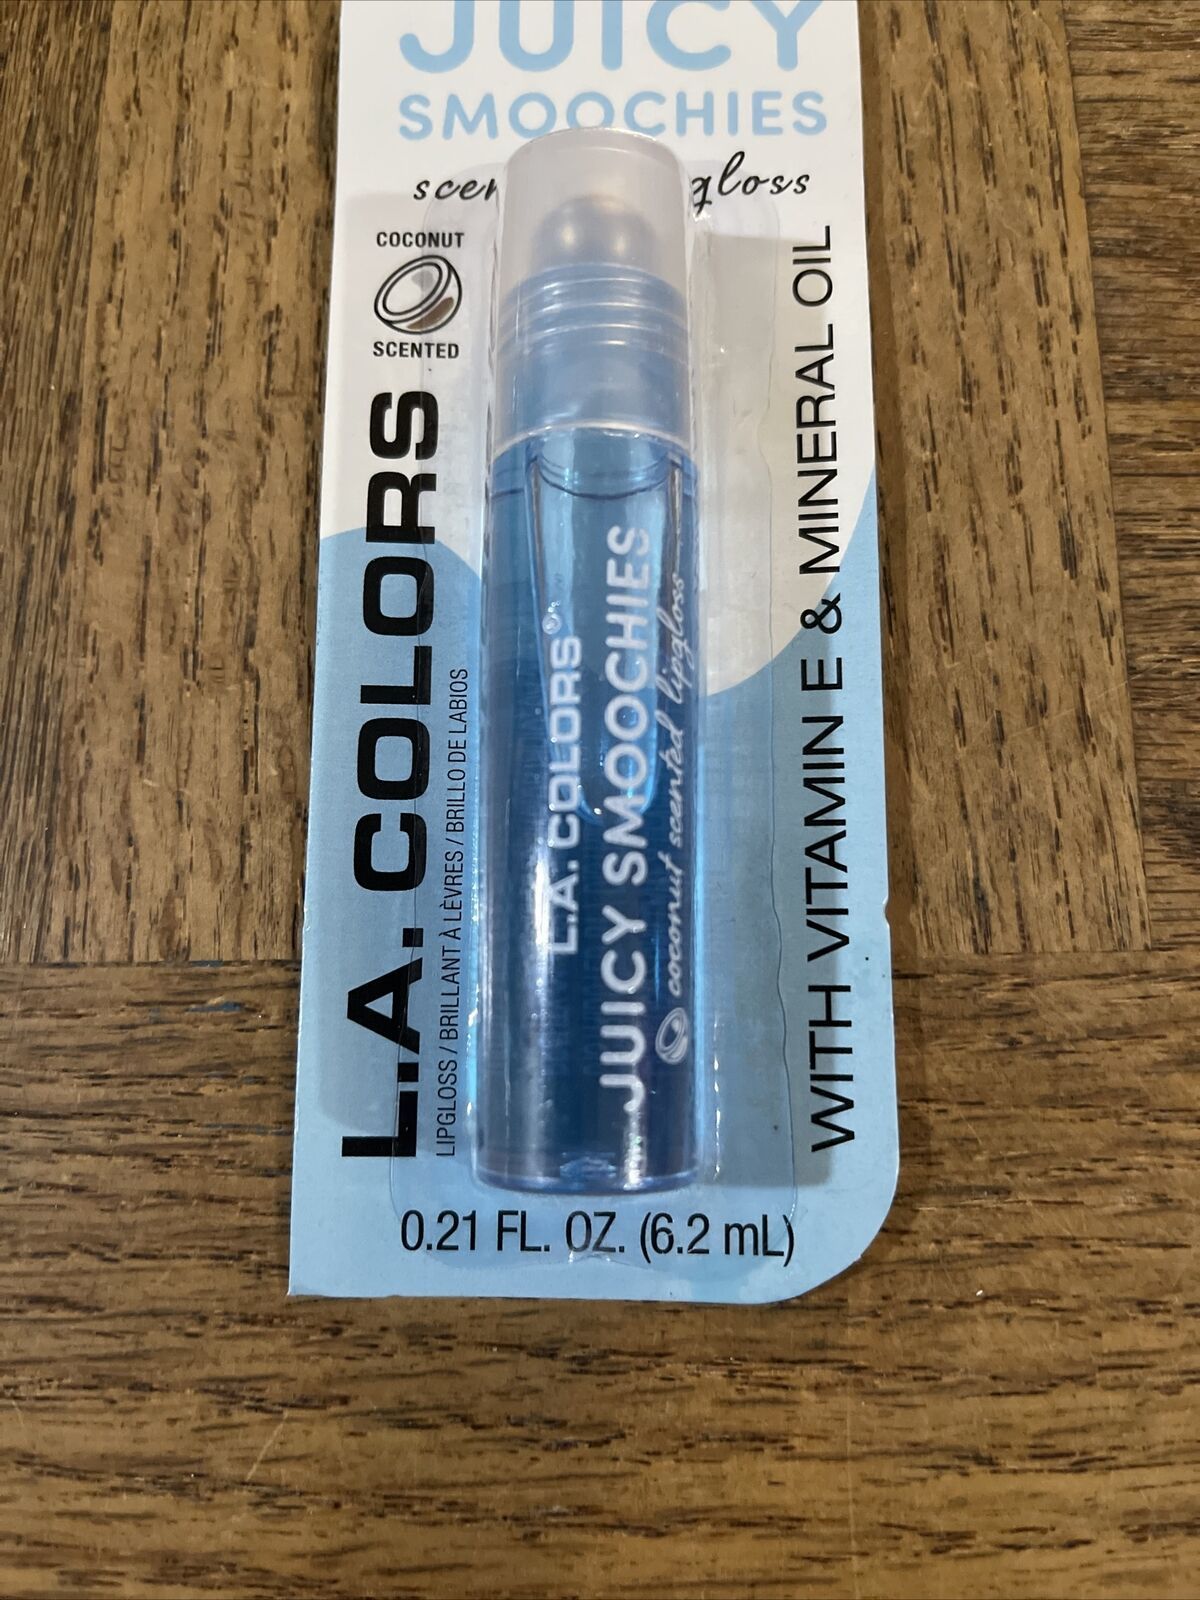 JUICY
SMOOCHIES
gloss
COCONUT
SCENTED
L.A. COLORS
LIPGLOSS / BRILLANT À LÈVRES / BRILLO DE LABIOS
L.A. COLORS®
JUICY SMOOCHIES
coconut scented lipgloss
WITH VITAMIN E & MINERAL OIL
0.21 FL. OZ. (6.2 mL)